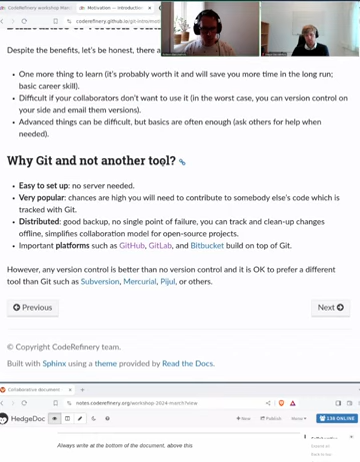 CodeRefinery workshop Mar
Motivation — Introduction
coderefinery.github.io/git-intro/motiv
Despite the benefits, let's be honest, there a
• One more thing to learn (it's probably worth it and will save you more time in the long run;
basic career skill).
• Difficult if your collaborators don't want to use it (in the worst case, you can version control on
your side and email them versions).
• Advanced things can be difficult, but basics are often enough (ask others for help when
needed).
Why Git and not another tool?
• Easy to set up: no server needed.
• Very popular: chances are high you will need to contribute to somebody else's code which is
tracked with Git.
• Distributed: good backup, no single point of failure, you can track and clean-up changes
offline, simplifies collaboration model for open-source projects.
• Important platforms such as GitHub, GitLab, and Bitbucket build on top of Git.
However, any version control is better than no version control and it is OK to prefer a different
tool than Git such as Subversion, Mercurial, Pijul, or others.
Previous
Next
© Copyright CodeRefinery team.
Built with Sphinx using a theme provided by Read the Docs.
Collaborative document
HedgeDoc
+New
Publish
Menu
138 ONLINE
Always write at the bottom of the document, above this